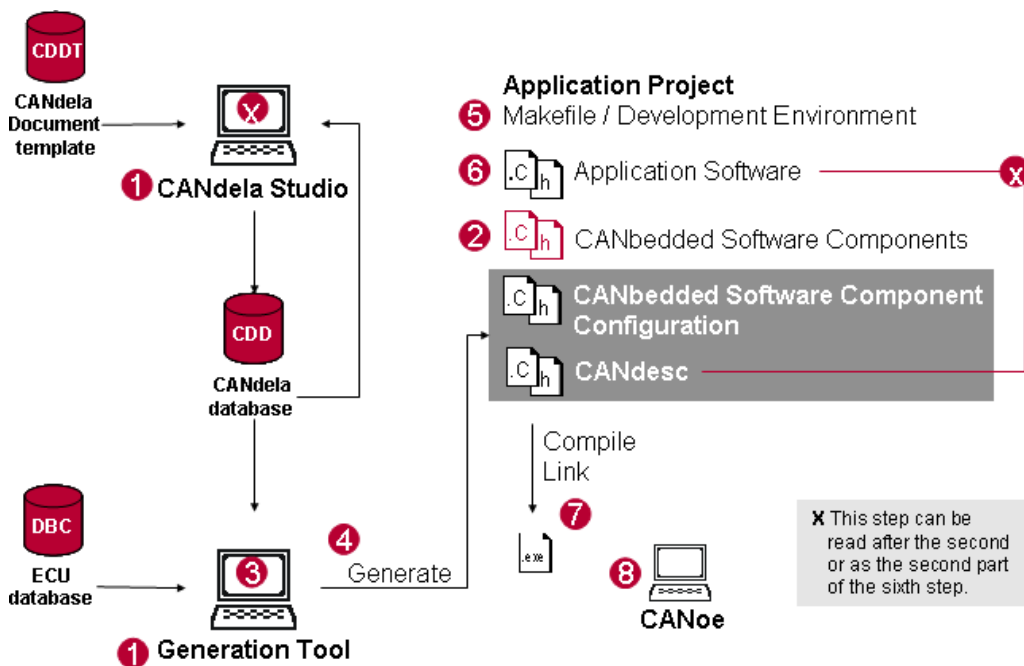 CDDT
CANdela
Document
template
X
1 CANdela Studio
CDD
CANdela
database
DBC
ECU
database
3
1 Generation Tool
4
Generate
Application Project
5 Makefile / Development Environment
6 .C h Application Software
X
2 .C h CANbedded Software Components
.C h CANbedded Software Component
Configuration
.C h CANdesc
Compile
Link
7
.exe
8
CANoe
X This step can be
read after the second
or as the second part
of the sixth step.